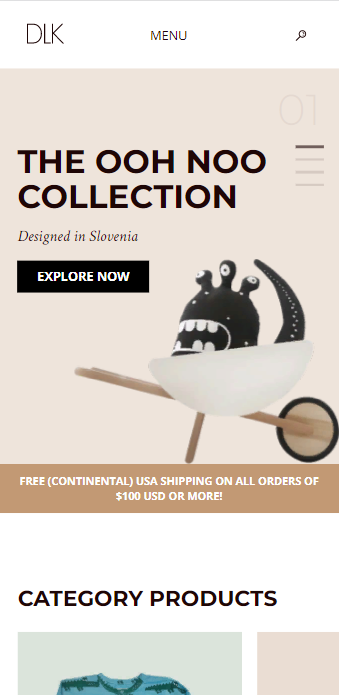 DLK
MENU
01
THE OOH NOO
COLLECTION
Designed in Slovenia
EXPLORE NOW
FREE (CONTINENTAL) USA SHIPPING ON ALL ORDERS OF
$100 USD OR MORE!
CATEGORY PRODUCTS